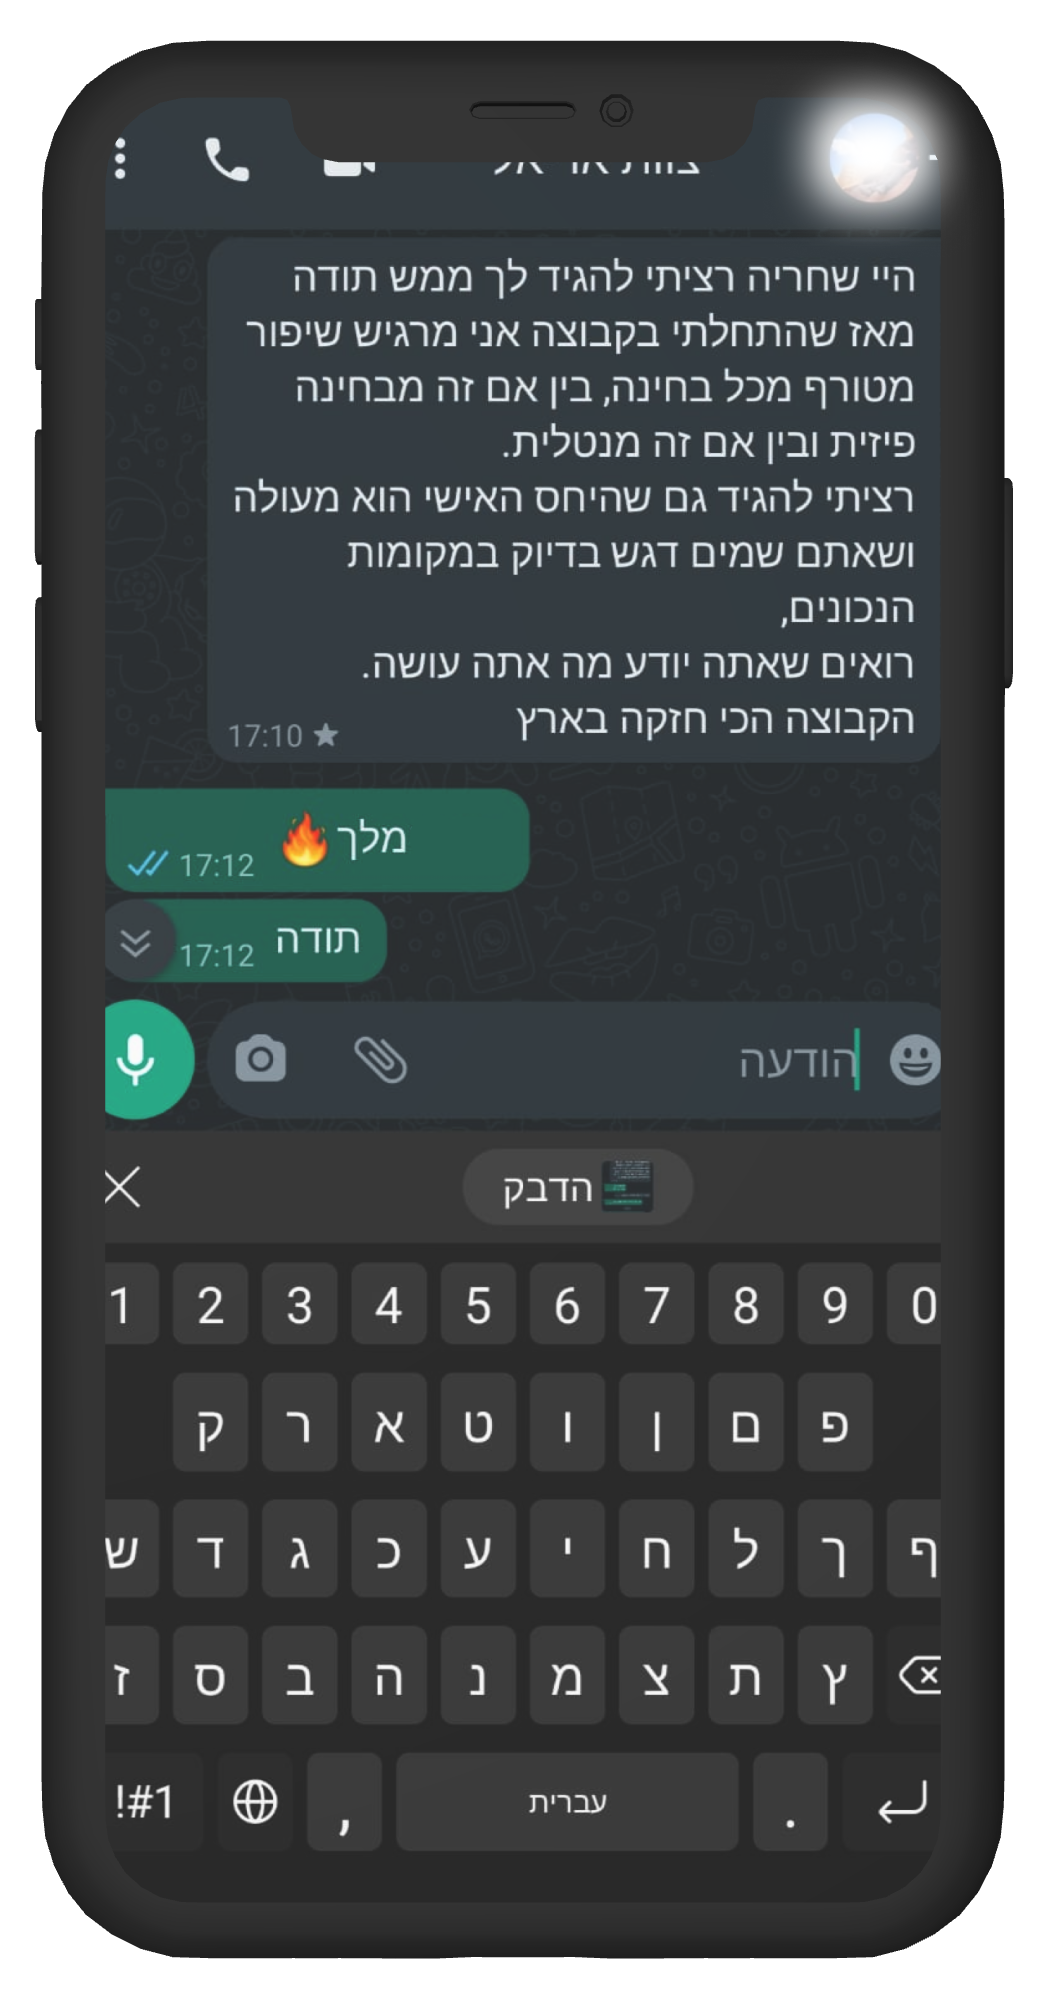 היי שחריה רציתי להגיד לך ממש תודה
מאז שהתחלתי בקבוצה אני מרגיש שיפור
מטורף מכל בחינה, בין אם זה מבחינה
פיזית ובין אם זה מנטלית.
רציתי להגיד גם שהיחס האישי הוא מעולה
ושאתם שמים דגש בדיוק במקומות
הנכונים,
רואים שאתה יודע מה אתה עושה.
הקבוצה הכי חזקה בארץ
17:10
מלך🔥
17:12
תודה
17:12
הודעה
הדבק
1 2 3 4 5 6 7 8 9 0
ק ר א ט ו ן ם פ
ש ד ג כ ע י ח ל ך ף
ז ס ב ה נ מ צ ת ץ
!#1 , עברית .